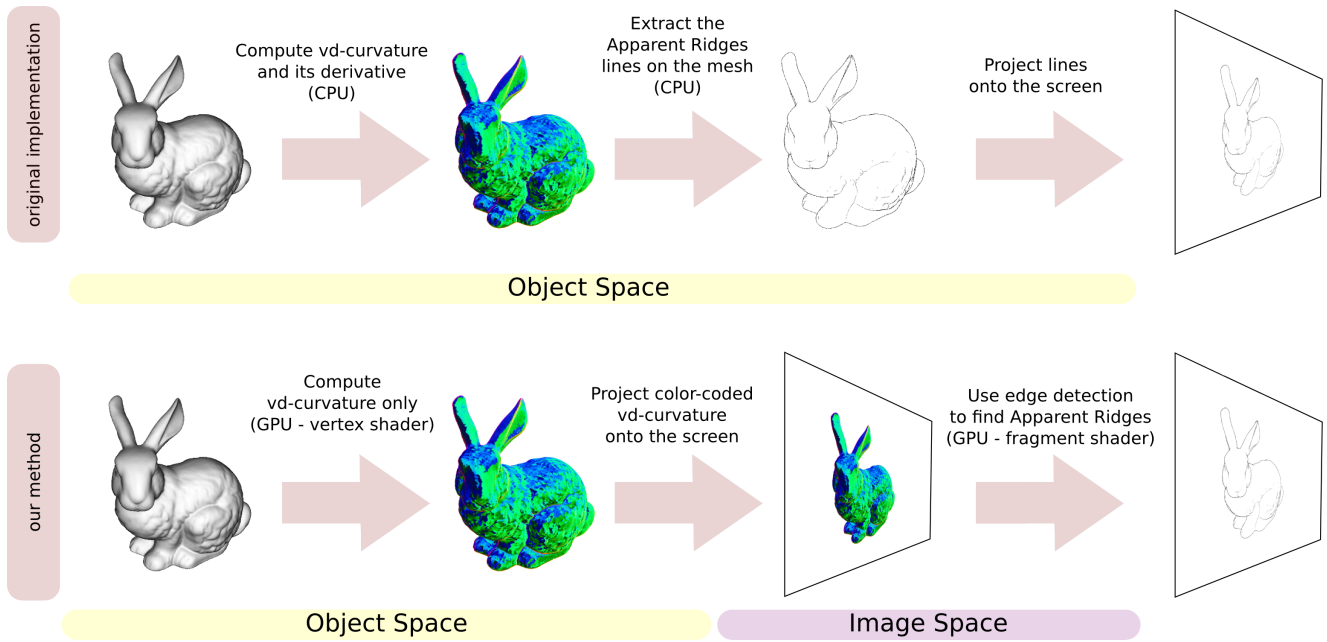 original implementation
Compute vd-curvature
and its derivative
(CPU)
Extract the
Apparent Ridges
lines on the mesh
(CPU)
Project lines
onto the screen
Object Space
our method
Compute
vd-curvature only
(GPU - vertex shader)
Project color-coded
vd-curvature
onto the screen
Use edge detection
to find Apparent Ridges
(GPU - fragment shader)
Object Space
Image Space